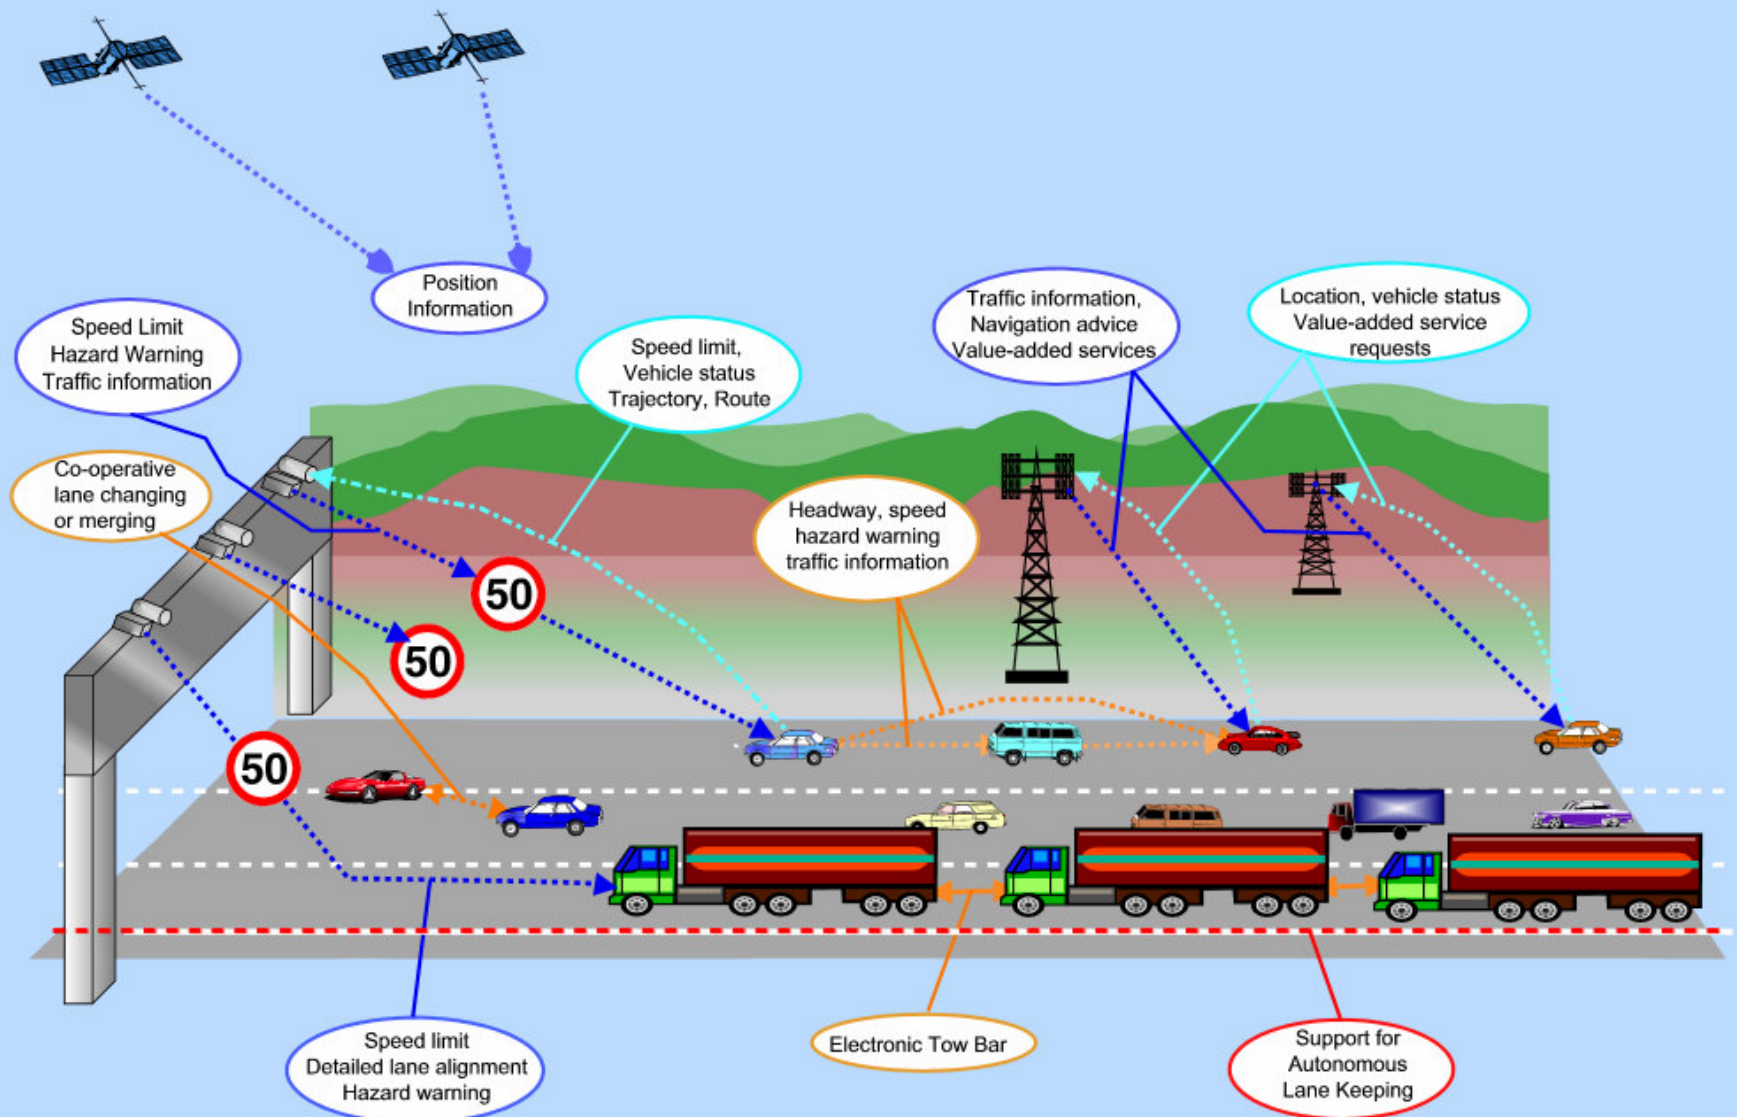 Position
Information
Speed Limit
Hazard Warning
Traffic information
Speed limit,
Vehicle status
Trajectory, Route
Traffic information,
Navigation advice
Value-added services
Location, vehicle status
Value-added service
requests
Co-operative
lane changing
or merging
Headway, speed
hazard warning
traffic information
50
50
50
Speed limit
Detailed lane alignment
Hazard warning
Electronic Tow Bar
Support for
Autonomous
Lane Keeping